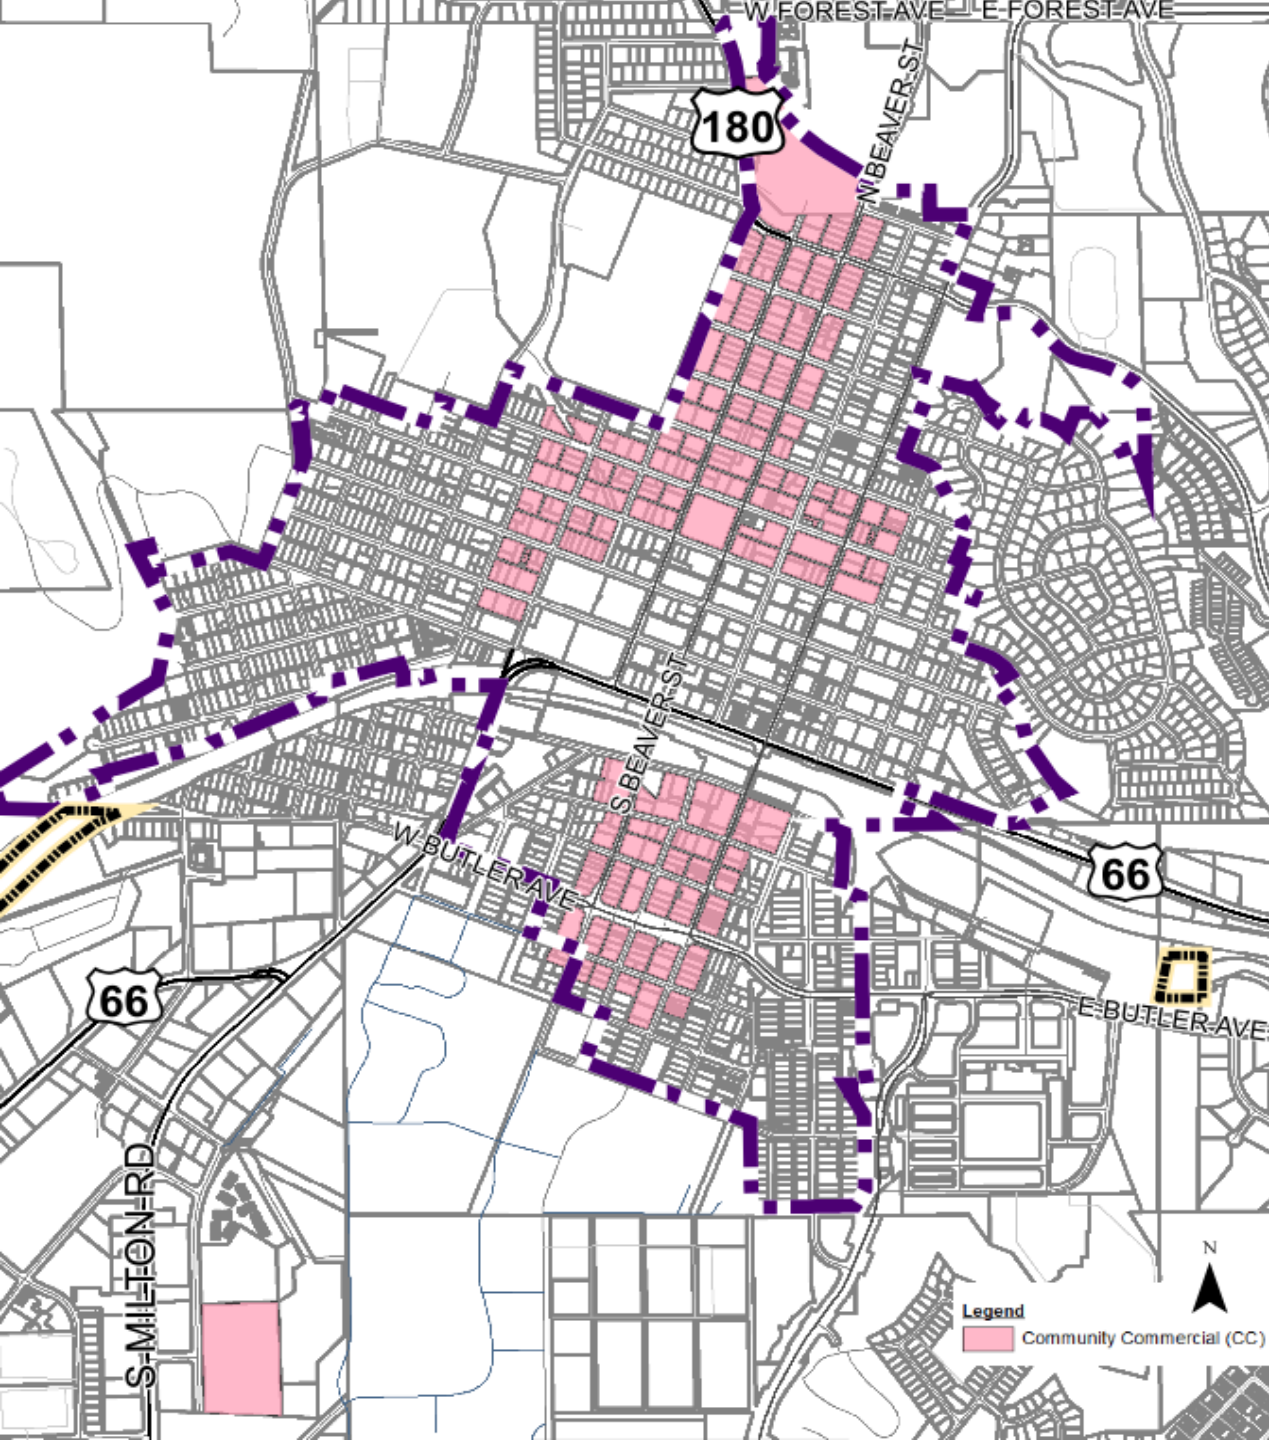 W FOREST AVE
E FOREST AVE
180
N BEAVER ST
S BEAVER ST
W BUTLER AVE
66
66
E BUTLER AVE
S MILTON RD
N
Legend
Community Commercial (CC)